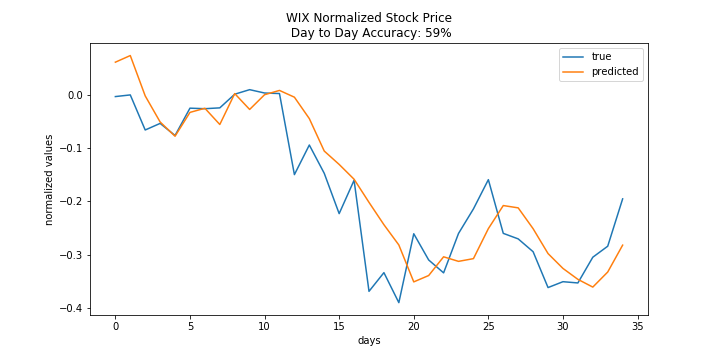 WIX Normalized Stock Price
Day to Day Accuracy: 59%
true
predicted
normalized values
0.0
−0.1
−0.2
−0.3
−0.4
0
5
10
15
20
25
30
35
days